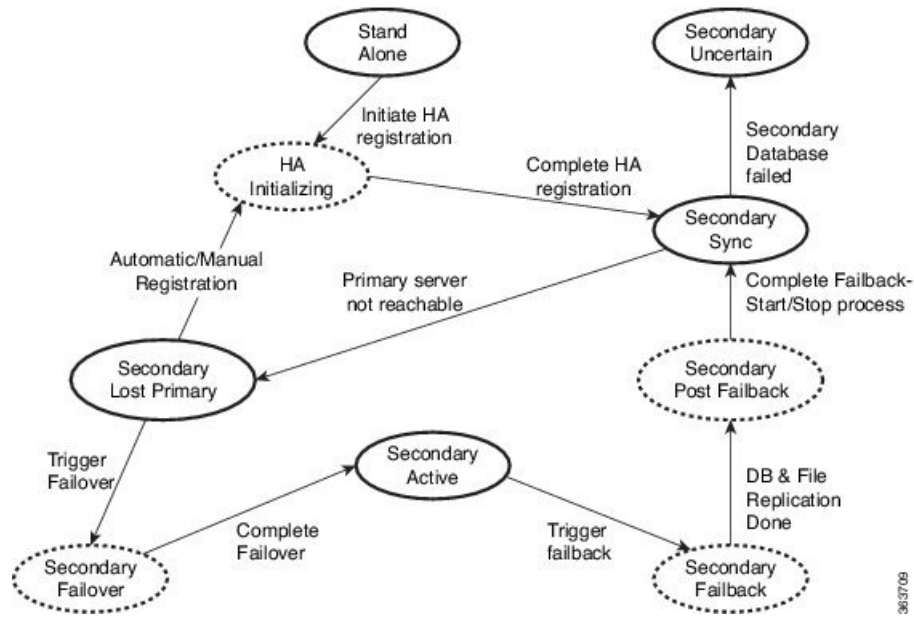 Stand
Alone
Secondary
Uncertain
Initiate HA
registration
Secondary
Database
failed
HA
Initializing
Complete HA
registration
Secondary
Sync
Automatic/Manual
Registration
Primary server
not reachable
Complete Failback-
Start/Stop process
Secondary
Lost Primary
Secondary
Post Failback
Trigger
Failover
Secondary
Active
DB & File
Replication
Done
Complete
Failover
Trigger
failback
Secondary
Failover
Secondary
Failback
363709